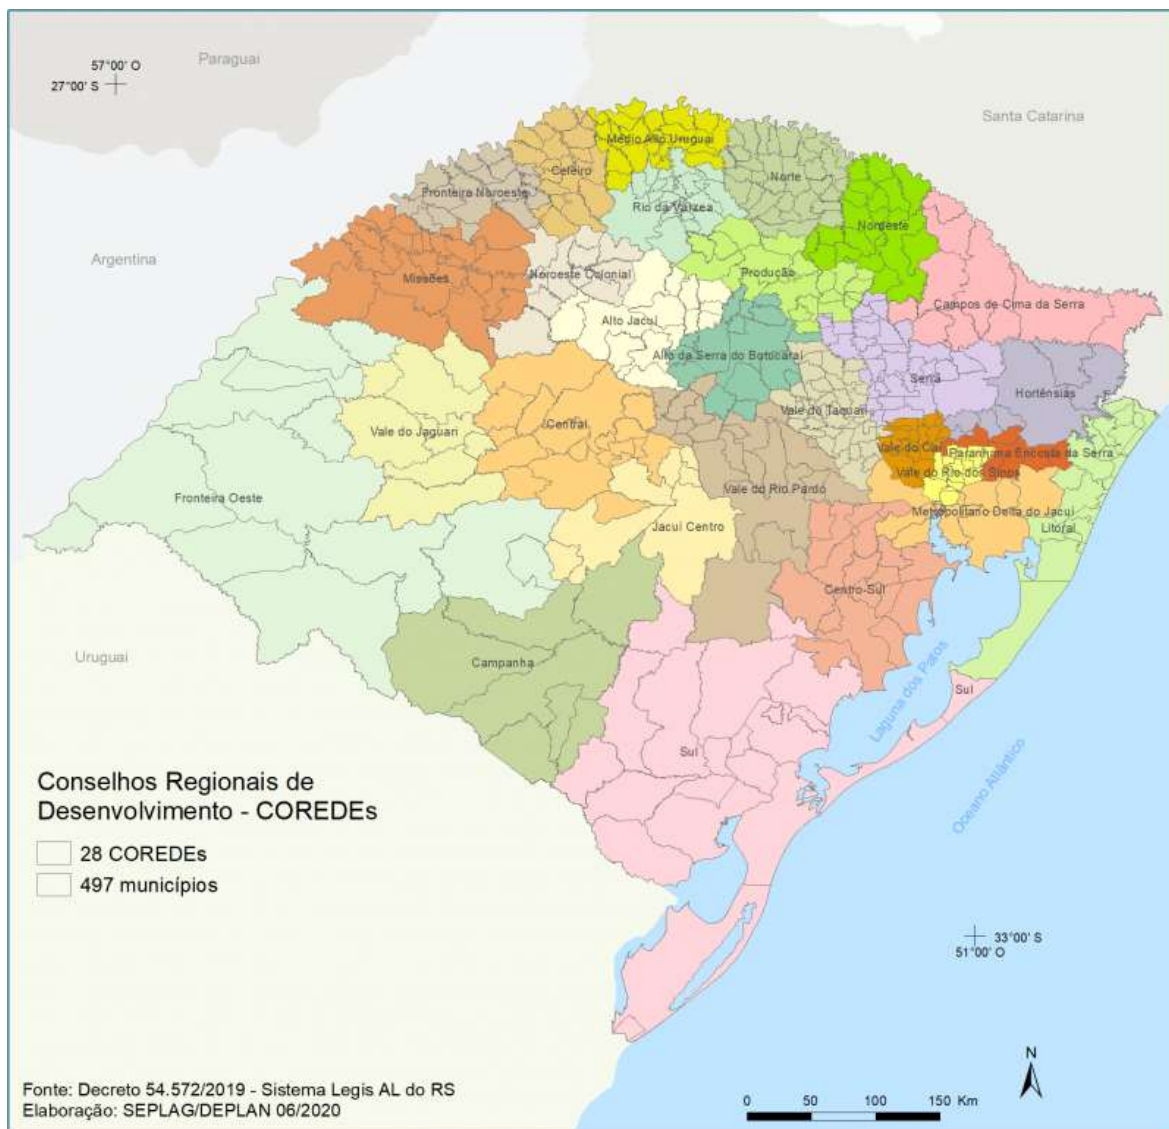 Paraguai
57°00' O
27°00' S
Santa Catarina
Médio Alto Uruguai
Celeiro
Norte
Fronteira Noroeste
Rio da Várzea
Nordeste
Argentina
Missões
Noroeste Colonial
Produção
Campos de Cima da Serra
Alto Jacuí
Alto da Serra do Botucaraí
Serra
Hortênsias
Vale do Taquari
Central
Vale do Jaguari
Vale do Caí
Paranhana Encosta da Serra
Vale do Rio dos Sinos
Fronteira Oeste
Vale do Rio Pardo
Metropolitano Delta do Jacuí
Jacuí Centro
Litoral
Centro-Sul
Uruguai
Campanha
Laguna dos Patos
Sul
Sul
Oceano Atlântico
Conselhos Regionais de
Desenvolvimento - COREDEs
28 COREDEs
497 municípios
33°00' S
51°00' O
N
Fonte: Decreto 54.572/2019 - Sistema Legis AL do RS
Elaboração: SEPLAG/DEPLAN 06/2020
0 50 100 150 Km